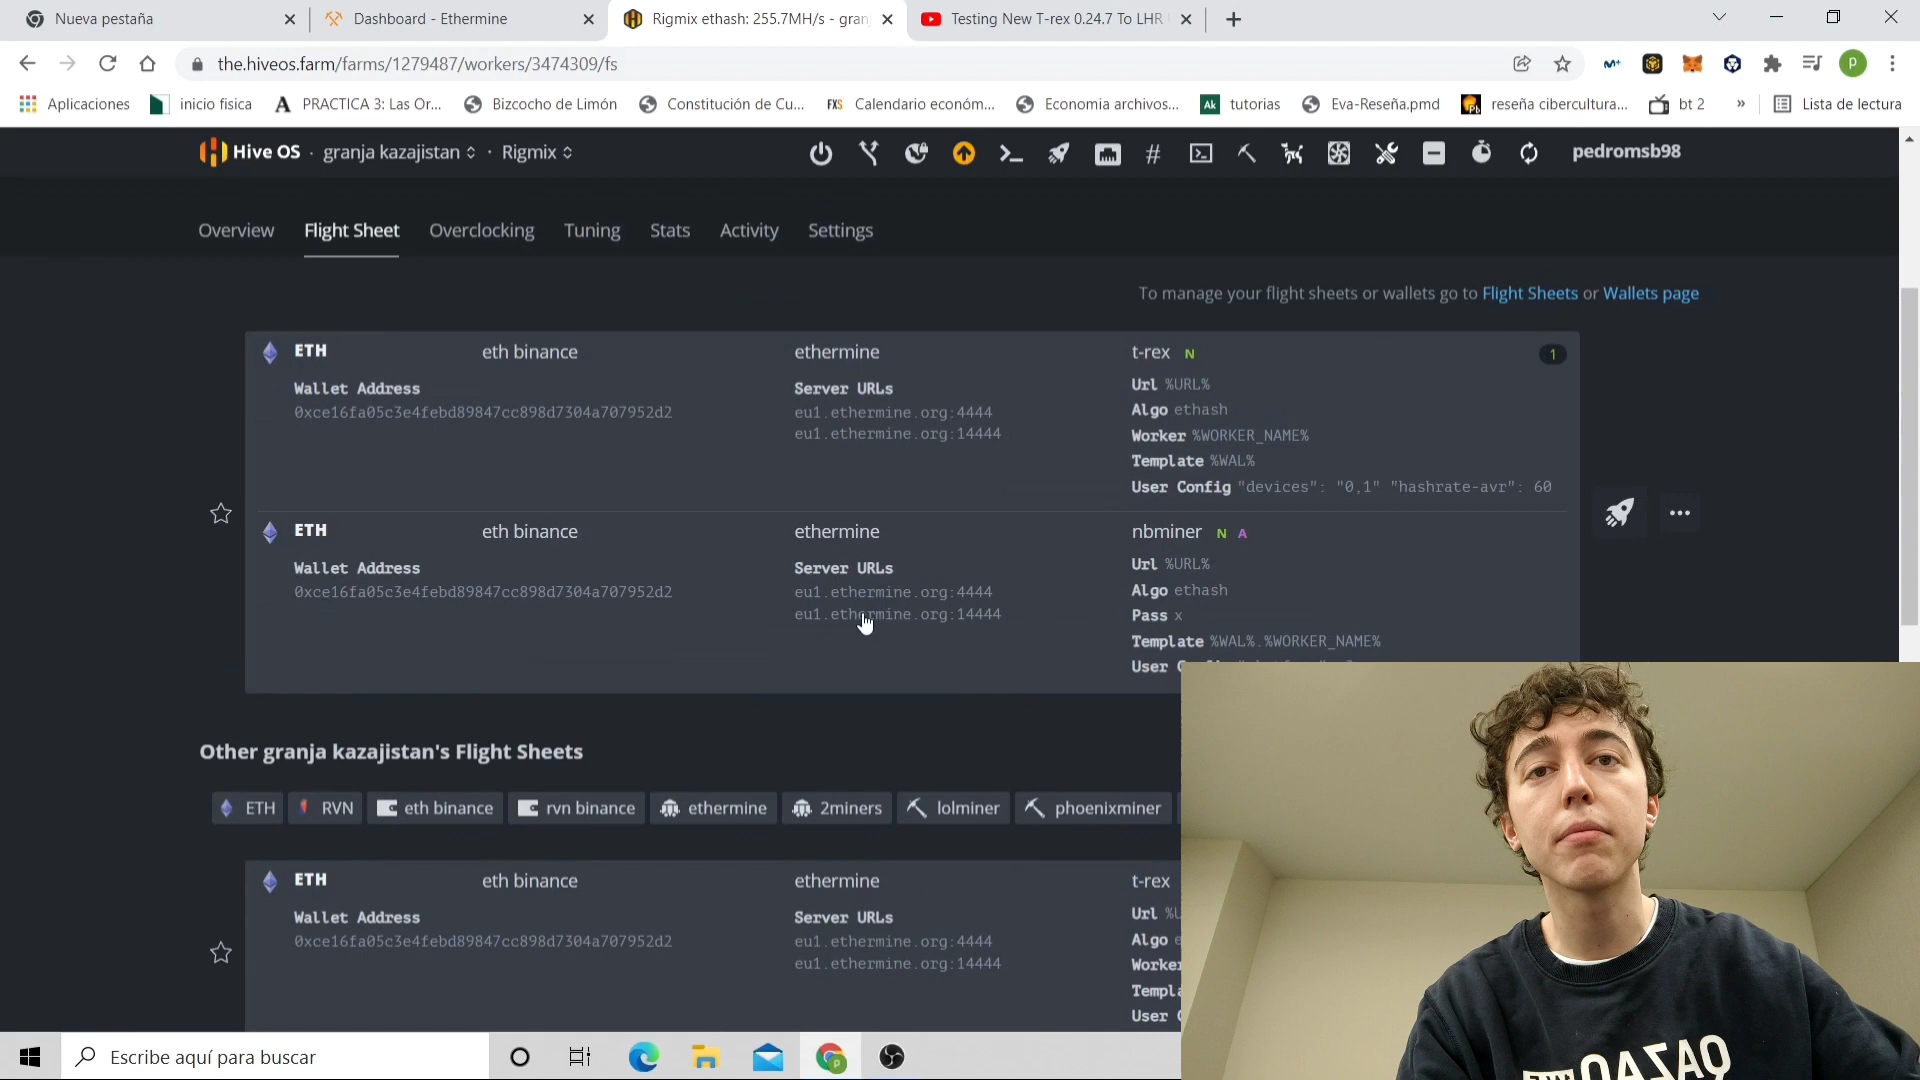 Nueva pestaña
Dashboard - Ethermine
Rigmix ethash: 255.7MH/s - gran
Testing New T-rex 0.24.7 To LHR
the.hiveos.farm/farms/1279487/workers/3474309/fs
P
Aplicaciones
inicio fisica
PRACTICA 3: Las Or...
Bizcocho de Limón
Constitución de Cu...
FXS Calendario económ...
Economia archivos...
Ak tutorias
Eva-Reseña.pmd
reseña cibercultura...
bt 2
»
Lista de lectura
Hive OS · granja kazajistan · Rigmix
pedromsb98
Overview Flight Sheet Overclocking Tuning Stats Activity Settings
To manage your flight sheets or wallets go to Flight Sheets or Wallets page
ETH eth binance ethermine t-rex N 1
Wallet Address Server URLs Url %URL%
0xce16fa05c3e4febd89847cc898d7304a707952d2 eu1.ethermine.org:4444 Algo ethash
eu1.ethermine.org:14444 Worker %WORKER_NAME%
Template %WAL%
User Config "devices": "0,1" "hashrate-avr": 60
ETH eth binance ethermine nbminer N A
Wallet Address Server URLs Url %URL%
0xce16fa05c3e4febd89847cc898d7304a707952d2 eu1.ethermine.org:4444 Algo ethash
eu1.ethermine.org:14444 Pass x
Template %WAL%.%WORKER_NAME%
User
Other granja kazajistan's Flight Sheets
ETH RVN eth binance rvn binance ethermine 2miners lolminer phoenixminer
ETH eth binance ethermine t-rex
Wallet Address Server URLs Url
0xce16fa05c3e4febd89847cc898d7304a707952d2 eu1.ethermine.org:4444
eu1.ethermine.org:14444
User
Escribe aquí para buscar
QAZAQ